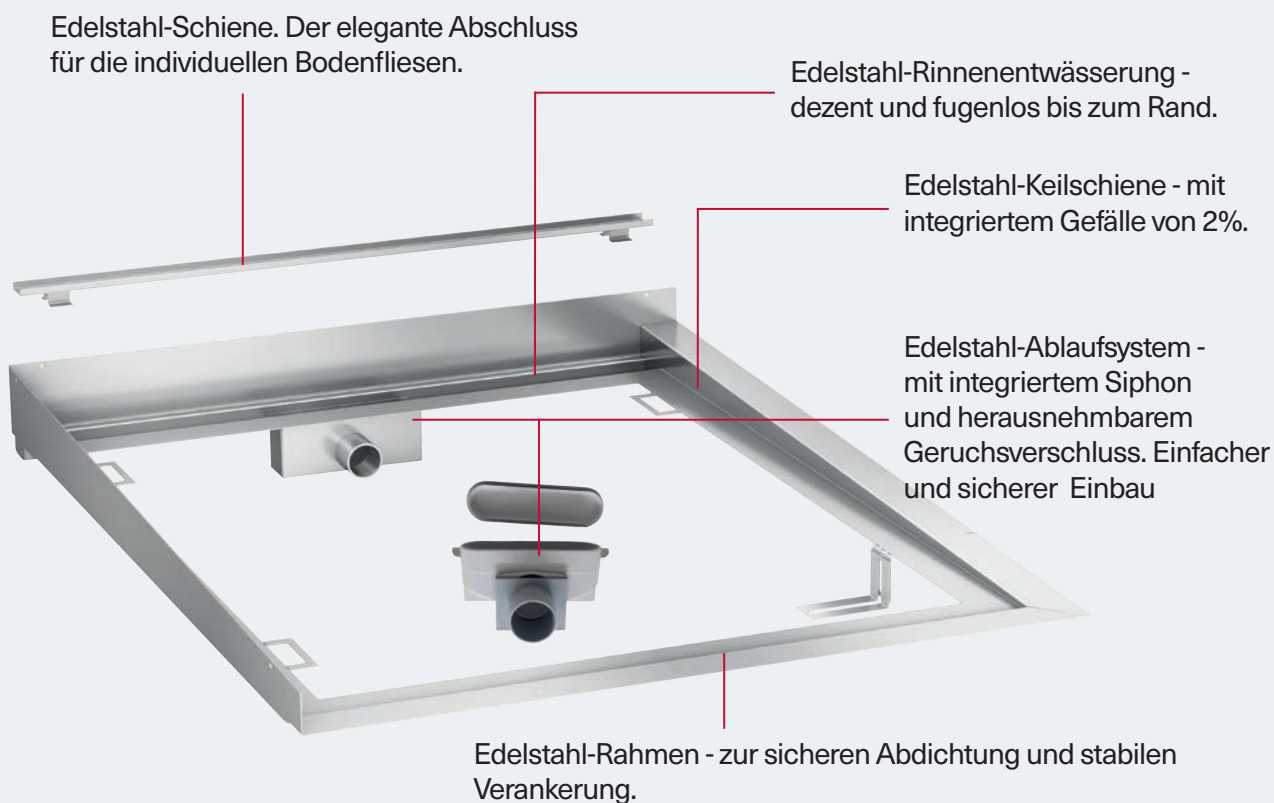 Edelstahl-Schiene. Der elegante Abschluss
für die individuellen Bodenfliesen.
Edelstahl-Rinnenentwässerung -
dezent und fugenlos bis zum Rand.
Edelstahl-Keilschiene - mit
integriertem Gefälle von 2%.
Edelstahl-Ablaufsystem -
mit integriertem Siphon
und herausnehmbarem
Geruchsverschluss. Einfacher
und sicherer Einbau
Edelstahl-Rahmen - zur sicheren Abdichtung und stabilen
Verankerung.